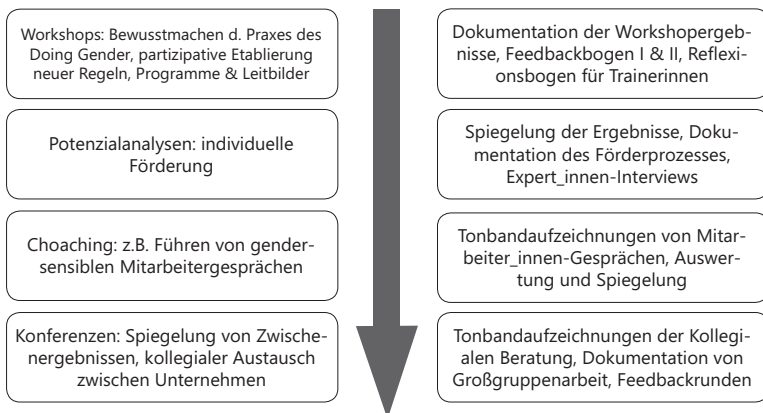 Workshops: Bewusstmachen d. Praxes des
Doing Gender, partizipative Etablierung
neuer Regeln, Programme & Leitbilder
Dokumentation der Workshopergeb-
nisse, Feedbackbogen I & II, Reflexi-
onsbogen für Trainerinnen
Potenzialanalysen: individuelle
Förderung
Spiegelung der Ergebnisse, Doku-
mentation des Förderprozesses,
Expert_innen-Interviews
Choaching: z.B. Führen von gender-
sensiblen Mitarbeitergesprächen
Tonbandaufzeichnungen von Mitar-
beiter_innen-Gesprächen, Auswer-
tung und Spiegelung
Konferenzen: Spiegelung von Zwische-
nergebnissen, kollegialer Austausch
zwischen Unternehmen
Tonbandaufzeichnungen der Kollegi-
alen Beratung, Dokumentation von
Großgruppenarbeit, Feedbackrunden